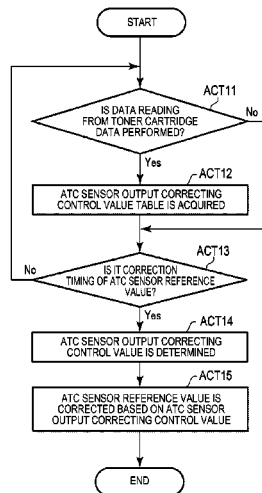 START
ACT11
IS DATA READING
FROM TONER CARTRIDGE
DATA PERFORMED?
No
Yes
ACT12
ATC SENSOR OUTPUT CORRECTING
CONTROL VALUE TABLE IS ACQUIRED
ACT13
No
IS IT CORRECTION
TIMING OF ATC SENSOR REFERENCE
VALUE?
Yes
ACT14
ATC SENSOR OUTPUT CORRECTING
CONTROL VALUE IS DETERMINED
ACT15
ATC SENSOR REFERENCE VALUE IS
CORRECTED BASED ON ATC SENSOR
OUTPUT CORRECTING CONTROL VALUE
END